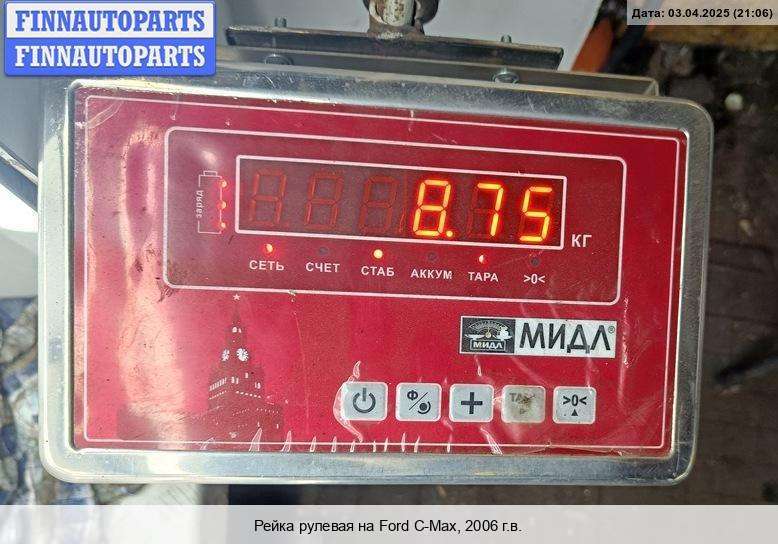 FINNAUTOPARTS
FINNAUTOPARTS
Дата: 03.04.2025 (21:06)
заряд
8.75
КГ
СЕТЬ СЧЕТ СТАБ АККУМ ТАРА >0<
МИДЛ МИДЛ®
Ф + >0<
Рейка рулевая на Ford C-Max, 2006 г.в.